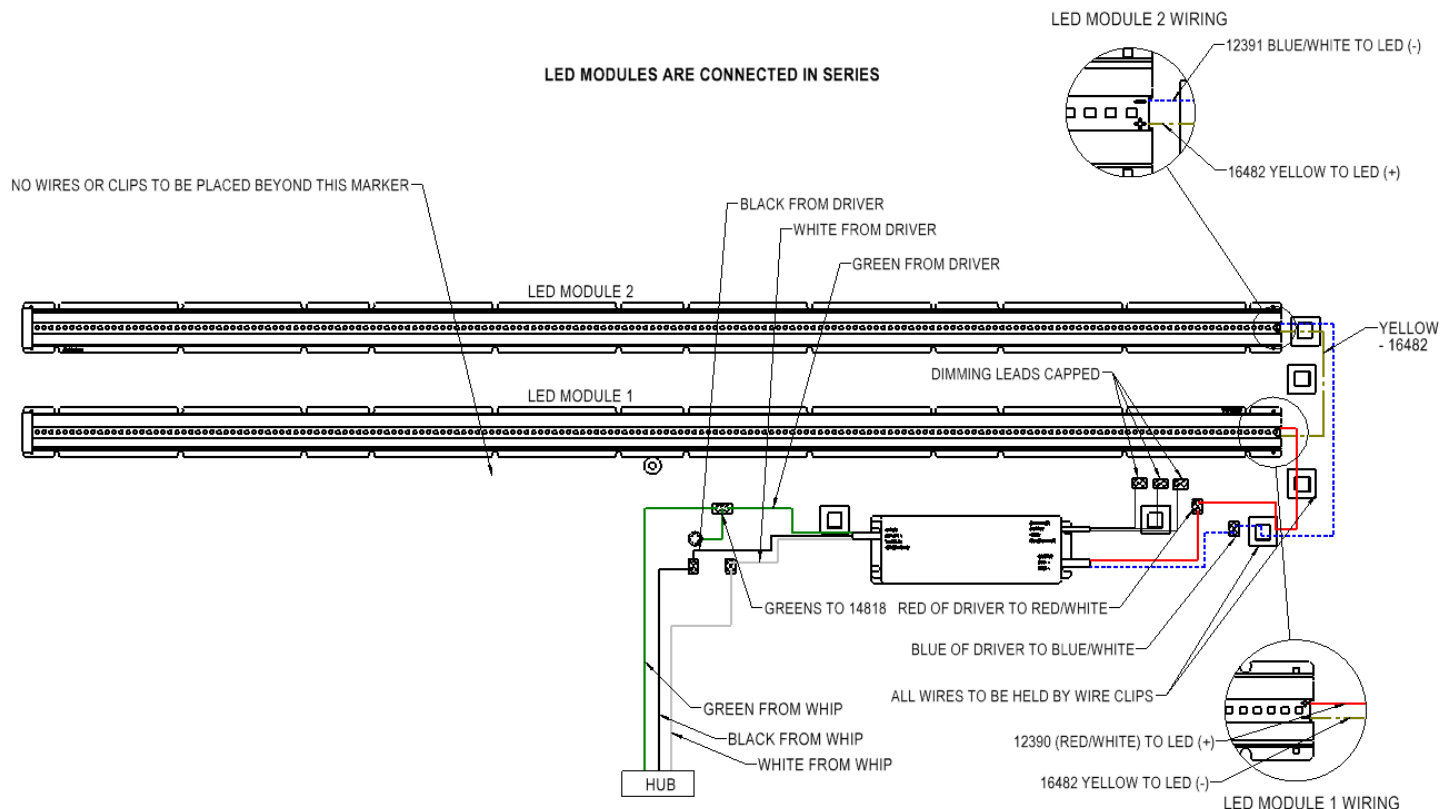 LED MODULE 2 WIRING
12391 BLUE/WHITE TO LED (-)
LED MODULES ARE CONNECTED IN SERIES
16482 YELLOW TO LED (+)
NO WIRES OR CLIPS TO BE PLACED BEYOND THIS MARKER
BLACK FROM DRIVER
WHITE FROM DRIVER
GREEN FROM DRIVER
LED MODULE 2
YELLOW
- 16482
DIMMING LEADS CAPPED
LED MODULE 1
GREENS TO 14818
RED OF DRIVER TO RED/WHITE
BLUE OF DRIVER TO BLUE/WHITE
ALL WIRES TO BE HELD BY WIRE CLIPS
GREEN FROM WHIP
BLACK FROM WHIP
WHITE FROM WHIP
HUB
12390 (RED/WHITE) TO LED (+)
16482 YELLOW TO LED (-)
LED MODULE 1 WIRING